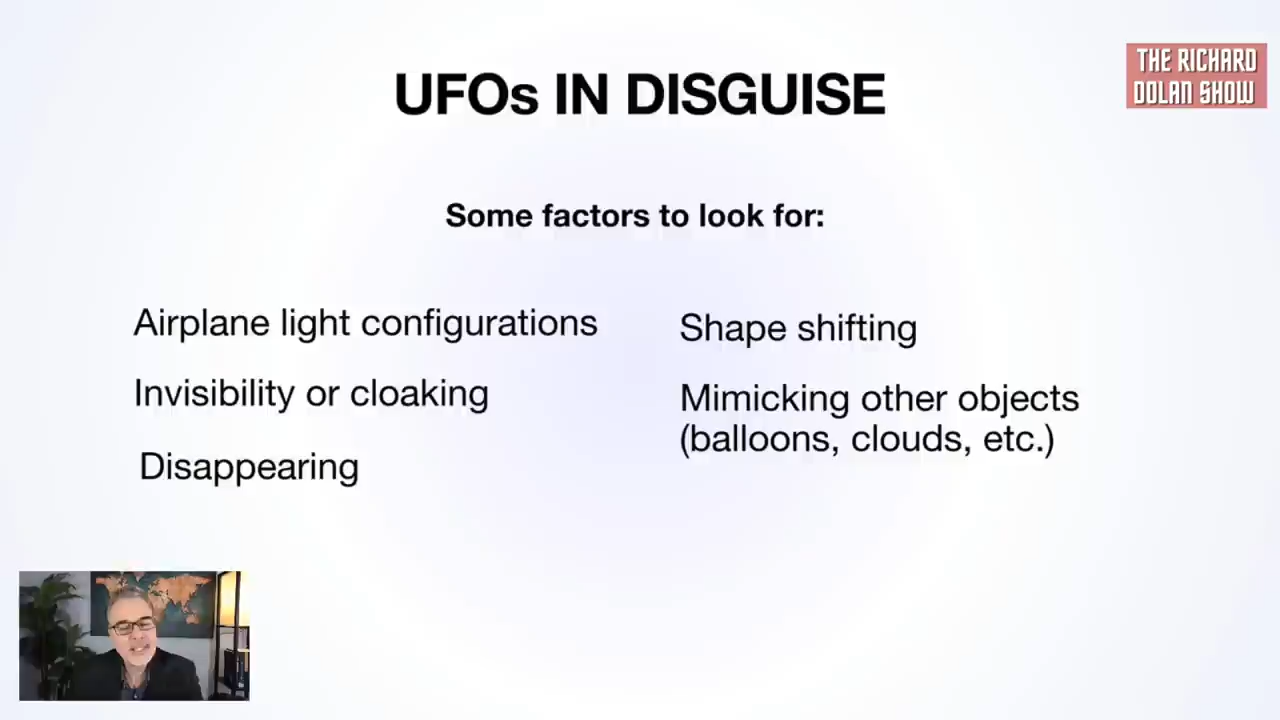 UFOs IN DISGUISE
THE RICHARD
DOLAN SHOW
Some factors to look for:
Airplane light configurations
Invisibility or cloaking
Disappearing
Shape shifting
Mimicking other objects
(balloons, clouds, etc.)